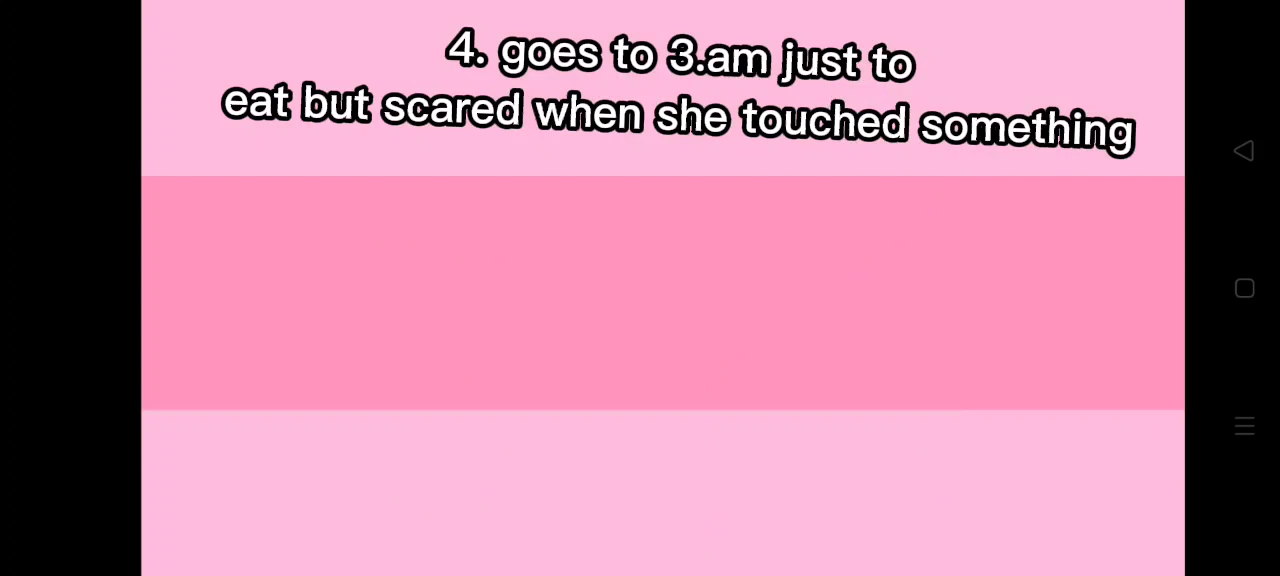 4. goes to 3.am just to
eat but scared when she touched something